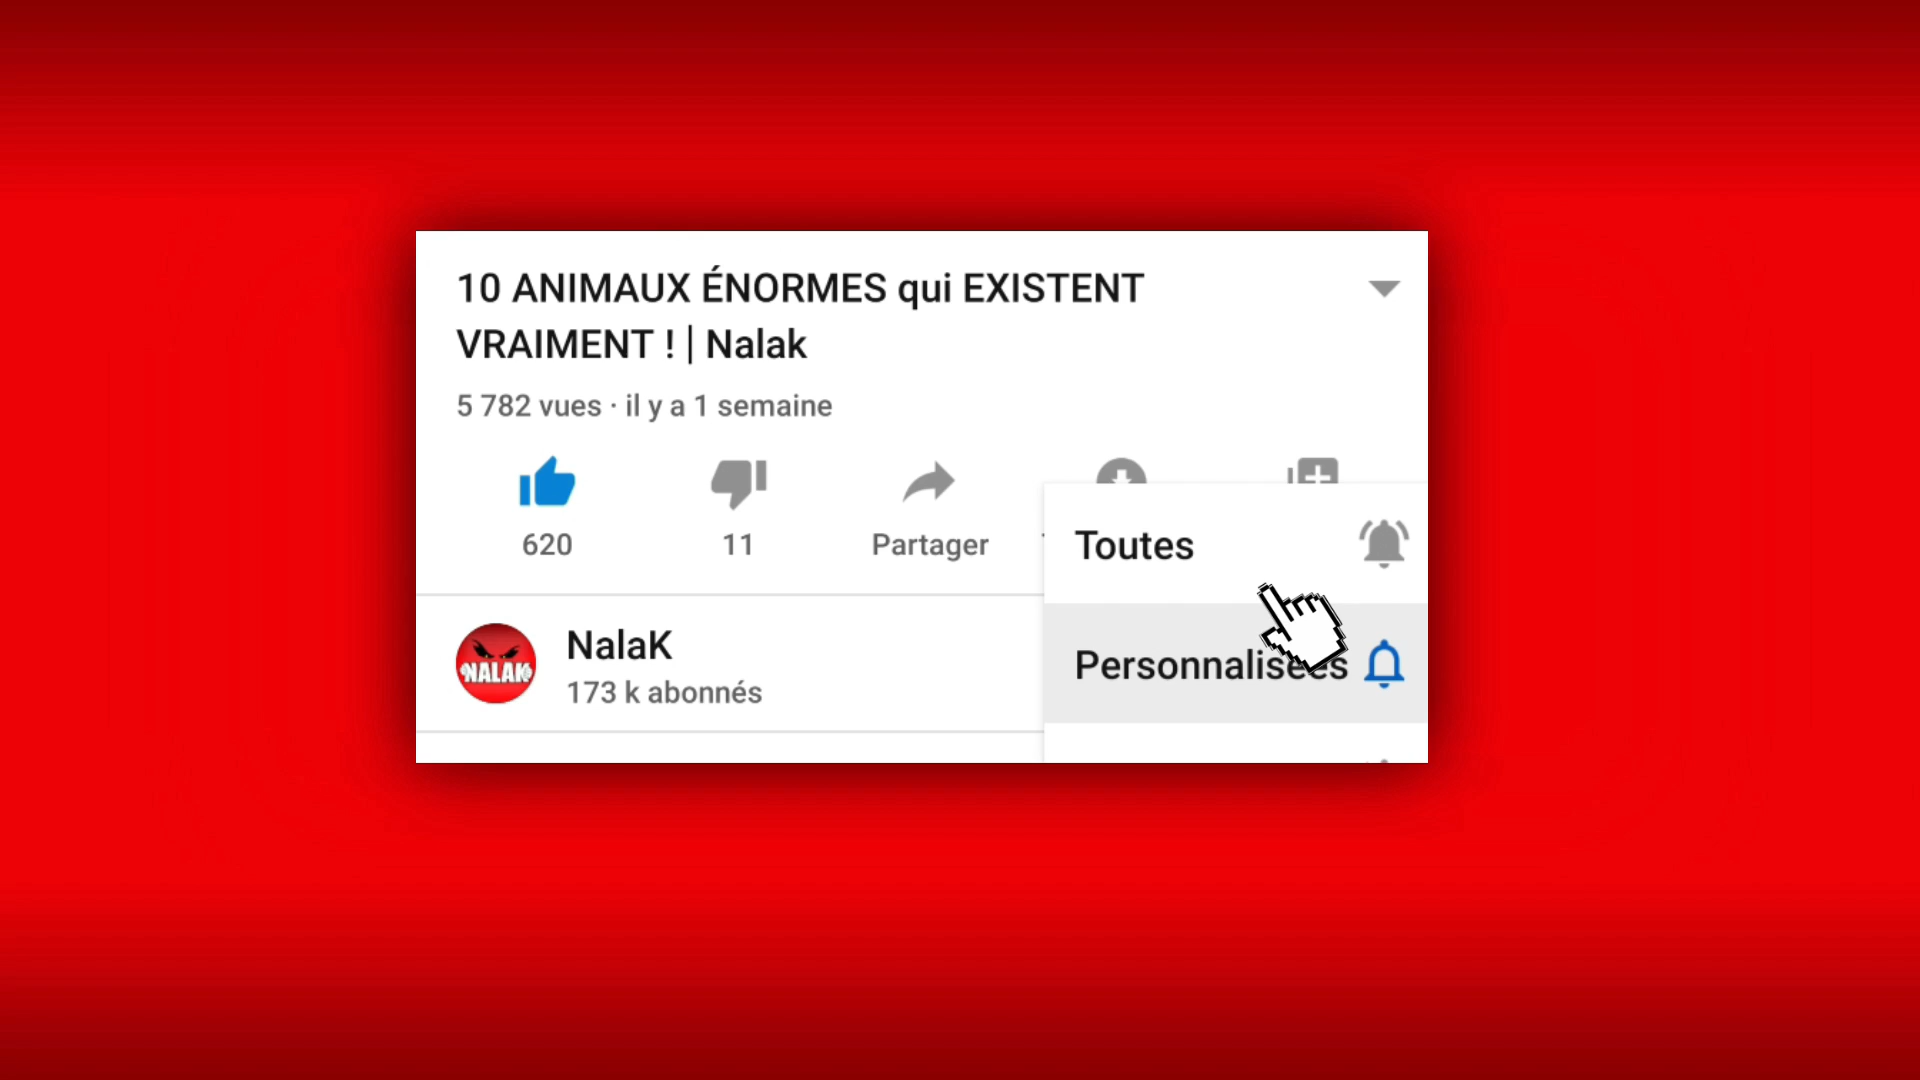 10 ANIMAUX ÉNORMES qui EXISTENT
VRAIMENT ! | Nalak
5 782 vues · il y a 1 semaine
620
11
Partager
Toutes
NALAK
NalaK
173 k abonnés
Personnalisées